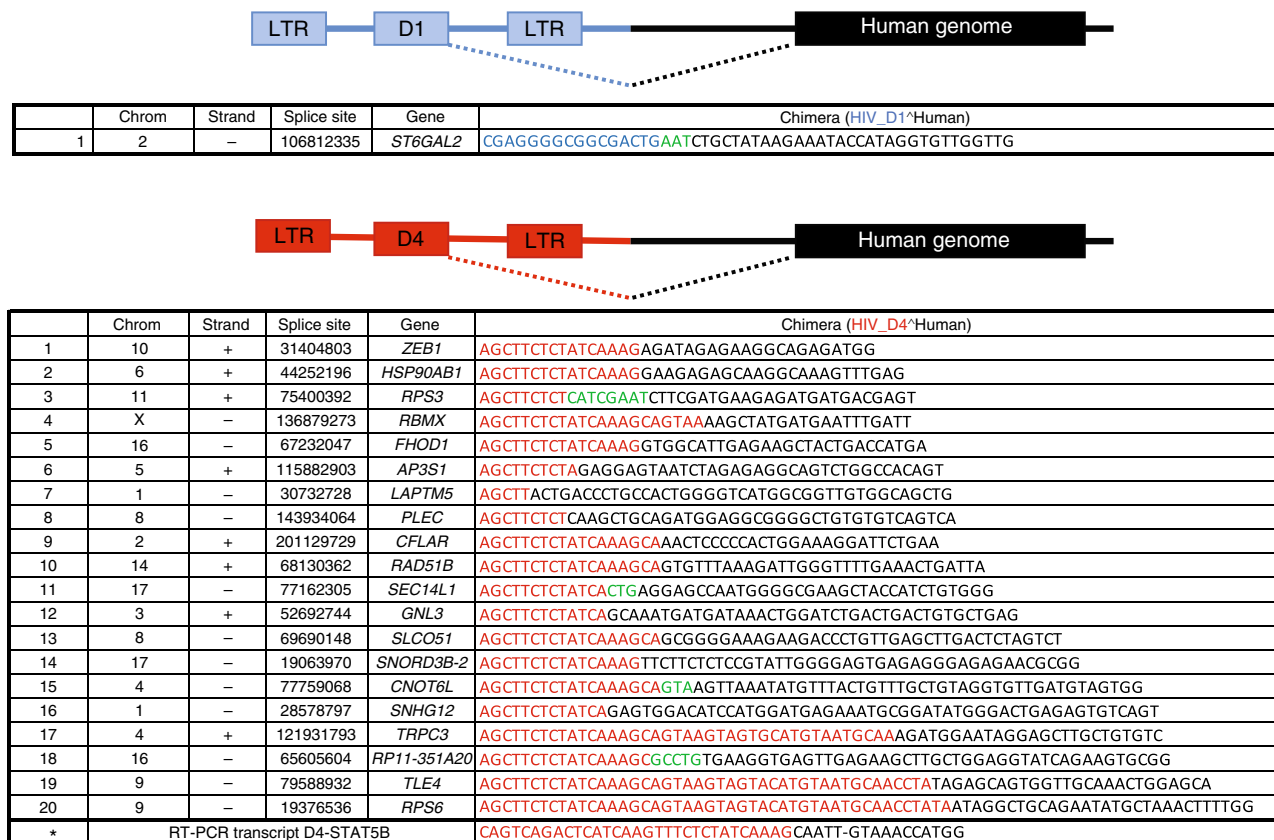 LTR D1 LTR Human genome
Chrom Strand Splice site Gene Chimera (HIV_D1^Human)
1 2 – 106812335 ST6GAL2 CGAGGGGCGGCGACTGAATCTGCTATAAGAAATACCATAGGTGTTGGTTG
LTR D4 LTR Human genome
Chrom Strand Splice site Gene Chimera (HIV_D4^Human)
1 10 + 31404803 ZEB1 AGCTTCTCTATCAAAGAGATAGAGAAGGCAGAGATGG
2 6 + 44252196 HSP90AB1 AGCTTCTCTATCAAAGGAAGAGAGCAAGGCAAAGTTTGAG
3 11 + 75400392 RPS3 AGCTTCTCTCATCGAATCTTCGATGAAGAGATGATGACGAGT
4 X – 136879273 RBMX AGCTTCTCTATCAAAGCAGTAAAAGCTATGATGAATTTGATT
5 16 – 67232047 FHOD1 AGCTTCTCTATCAAAGGTGGCATTGAGAAGCTACTGACCATGA
6 5 + 115882903 AP3S1 AGCTTCTCTAGAGGAGTAATCTAGAGAGGCAGTCTGGCCACAGT
7 1 – 30732728 LAPTM5 AGCTTACTGACCCTGCCACTGGGGTCATGGCGGTTGTGGCAGCTG
8 8 – 143934064 PLEC AGCTTCTCTCAAGCTGCAGATGGAGGCGGGGCTGTGTGTCAGTCA
9 2 + 201129729 CFLAR AGCTTCTCTATCAAAGCAAACTCCCCCACTGGAAAGGATTCTGAA
10 14 + 68130362 RAD51B AGCTTCTCTATCAAAGCAGTGTTTAAAGATTGGGTTTTGAAACTGATTA
11 17 – 77162305 SEC14L1 AGCTTCTCTATCACTGAGGAGCCAATGGGGCGAAGCTACCATCTGTGGG
12 3 + 52692744 GNL3 AGCTTCTCTATCAGCAAATGATGATAAACTGGATCTGACTGACTGTGCTGAG
13 8 – 69690148 SLCO51 AGCTTCTCTATCAAAGCAGCGGGGAAAGAAGACCCTGTTGAGCTTGACTCTAGTCT
14 17 – 19063970 SNORD3B-2 AGCTTCTCTATCAAAGTTCTTCTCTCCGTATTGGGGAGTGAGAGGGAGAGAACGCGG
15 4 – 77759068 CNOT6L AGCTTCTCTATCAAAGCAGTAAGTTAAATATGTTTACTGTTTGCTGTAGGTGTTGATGTAGTGG
16 1 – 28578797 SNHG12 AGCTTCTCTATCAGAGTGGACATCCATGGATGAGAAATGCGGATATGGGACTGAGAGTGTCAGT
17 4 + 121931793 TRPC3 AGCTTCTCTATCAAAGCAGTAAGTAGTGCATGTAATGCAAAGATGGAATAGGAGCTTGCTGTGTC
18 16 – 65605604 RP11-351A20 AGCTTCTCTATCAAAGCGCCTGTGAAGGTGAGTTGAGAAGCTTGCTGGAGGTATCAGAAGTGCGG
19 9 – 79588932 TLE4 AGCTTCTCTATCAAAGCAGTAAGTAGTACATGTAATGCAACCTATAGAGCAGTGGTTGCAAACTGGAGCA
20 9 – 19376536 RPS6 AGCTTCTCTATCAAAGCAGTAAGTAGTACATGTAATGCAACCTATAATAGGCTGCAGAATATGCTAAACTTTTGG
* RT-PCR transcript D4-STAT5B CAGTCAGACTCATCAAGTTTCTCTATCAAAGCAATT-GTAAACCATGG